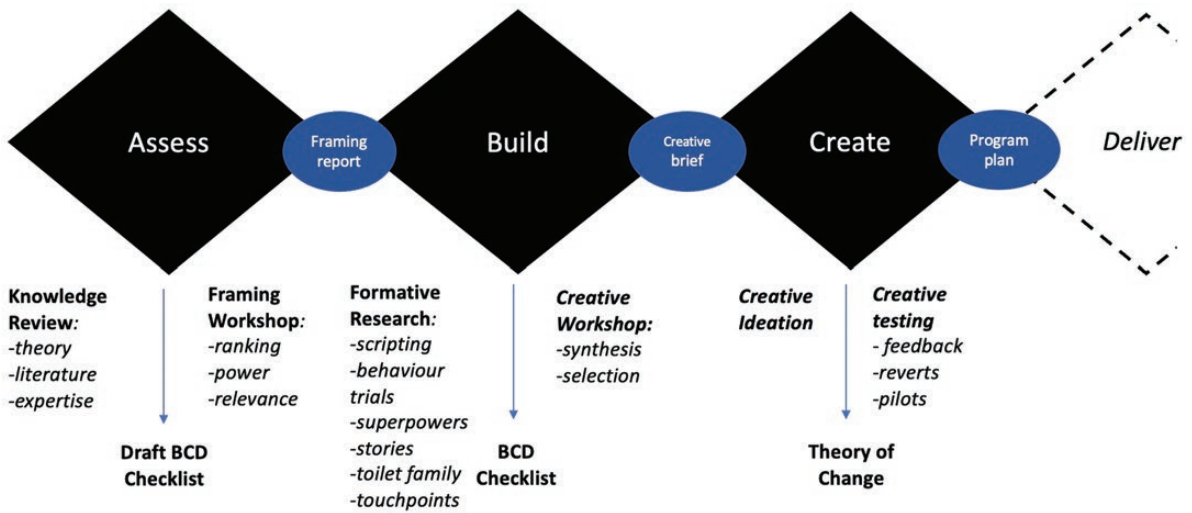 Assess
Framing
report
Build
Creative
brief
Create
Program
plan
Deliver
Knowledge
Review:
-theory
-literature
-expertise
Framing
Workshop:
-ranking
-power
-relevance
Draft BCD
Checklist
Formative
Research:
-scripting
-behaviour
trials
-superpowers
-stories
-toilet family
-touchpoints
Creative
Workshop:
-synthesis
-selection
BCD
Checklist
Creative
Ideation
Creative
testing
- feedback
-reverts
-pilots
Theory of
Change